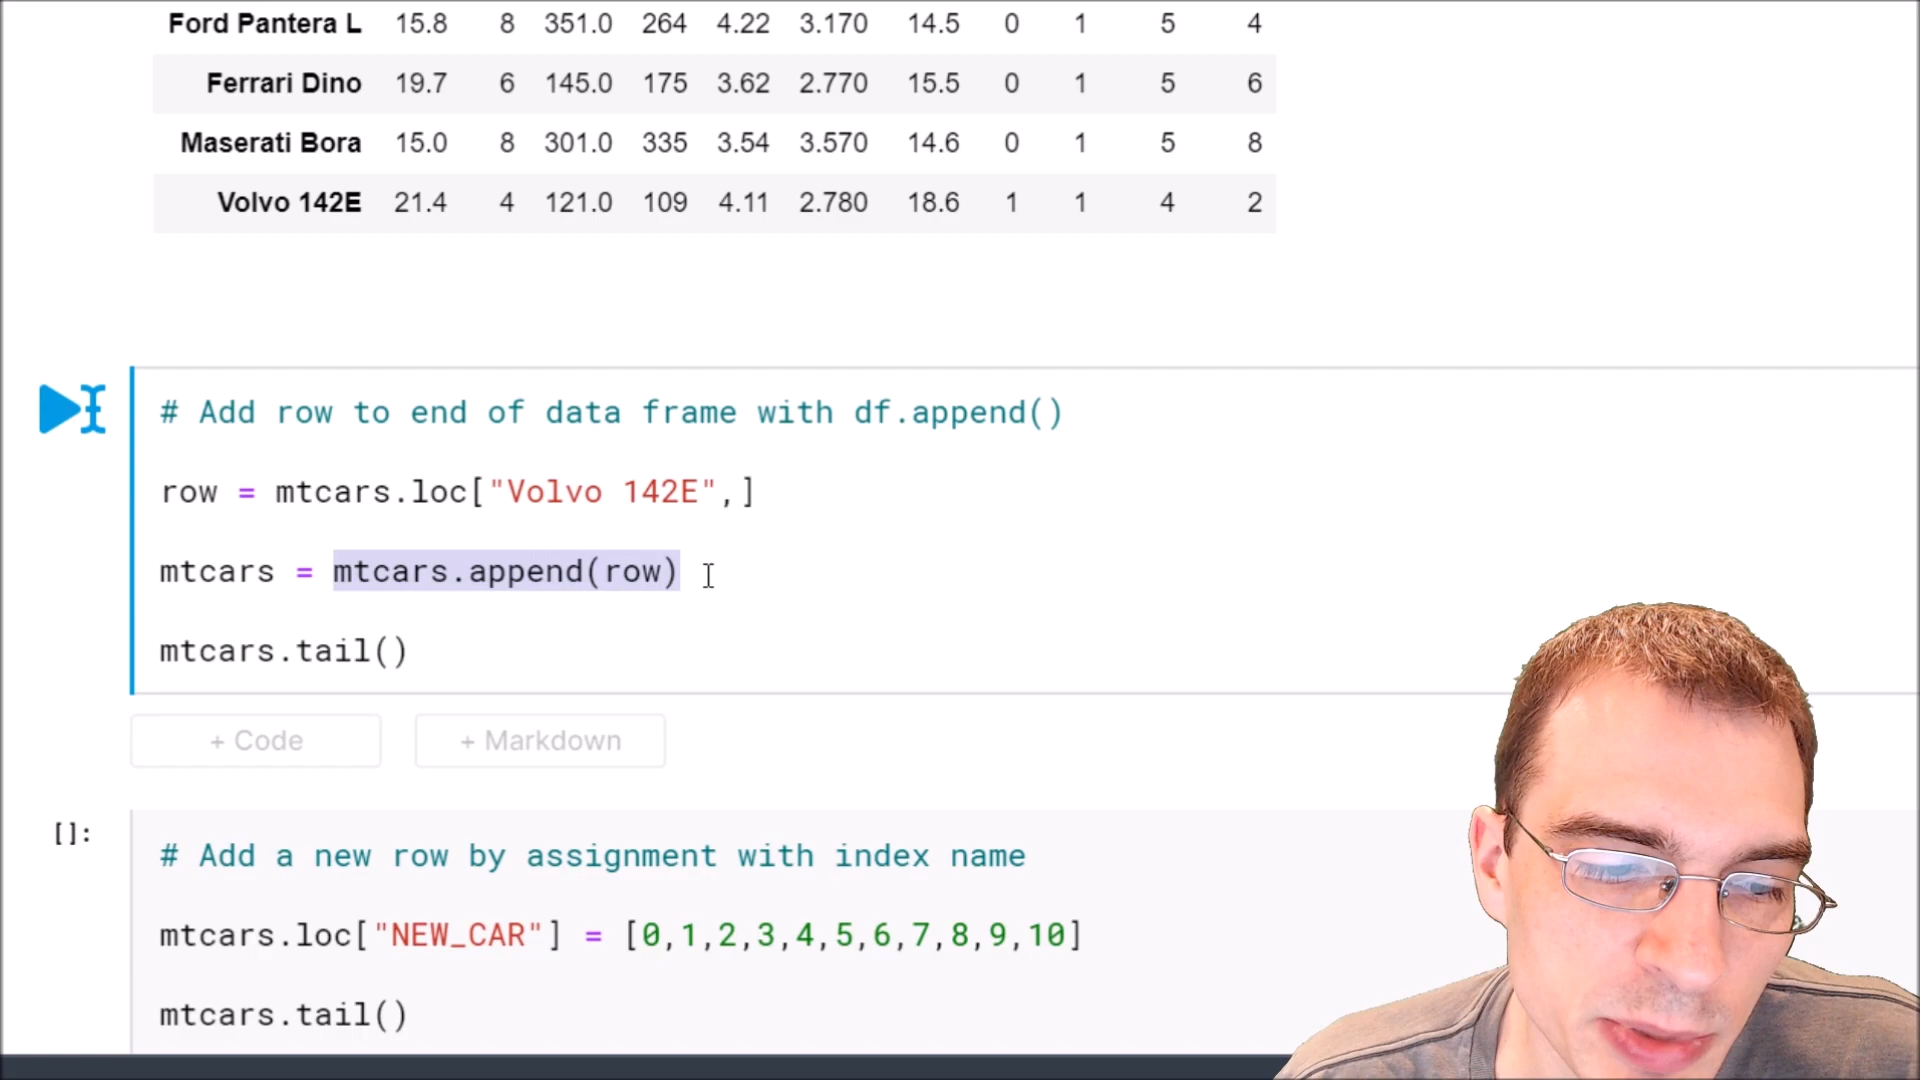 Ford Pantera L 15.8 8 351.0 264 4.22 3.170 14.5 0 1 5 4
Ferrari Dino 19.7 6 145.0 175 3.62 2.770 15.5 0 1 5 6
Maserati Bora 15.0 8 301.0 335 3.54 3.570 14.6 0 1 5 8
Volvo 142E 21.4 4 121.0 109 4.11 2.780 18.6 1 1 4 2
# Add row to end of data frame with df.append()
row = mtcars.loc["Volvo 142E",]
mtcars = mtcars.append(row)
mtcars.tail()
+ Code + Markdown
[]:
# Add a new row by assignment with index name
mtcars.loc["NEW_CAR"] = [0,1,2,3,4,5,6,7,8,9,10]
mtcars.tail()